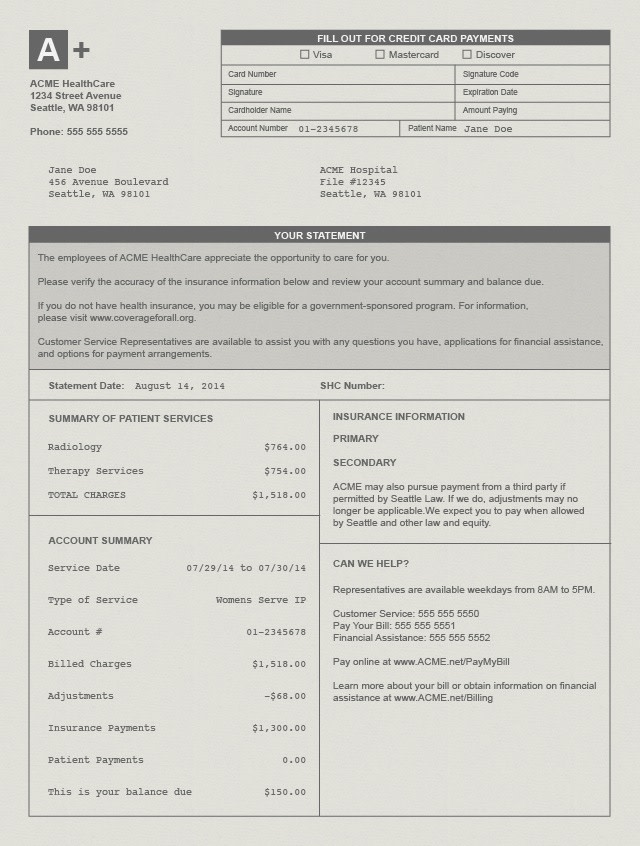 A +
ACME HealthCare
1234 Street Avenue
Seattle, WA 98101
Phone: 555 555 5555
FILL OUT FOR CREDIT CARD PAYMENTS
Visa Mastercard Discover
Card Number Signature Code
Signature Expiration Date
Cardholder Name Amount Paying
Account Number 01-2345678 Patient Name Jane Doe
Jane Doe
456 Avenue Boulevard
Seattle, WA 98101
ACME Hospital
File #12345
Seattle, WA 98101
YOUR STATEMENT
The employees of ACME HealthCare appreciate the opportunity to care for you.
Please verify the accuracy of the insurance information below and review your account summary and balance due.
If you do not have health insurance, you may be eligible for a government-sponsored program. For information,
please visit www.coverageforall.org.
Customer Service Representatives are available to assist you with any questions you have, applications for financial assistance,
and options for payment arrangements.
Statement Date: August 14, 2014 SHC Number:
SUMMARY OF PATIENT SERVICES
Radiology $764.00
Therapy Services $754.00
TOTAL CHARGES $1,518.00
ACCOUNT SUMMARY
Service Date 07/29/14 to 07/30/14
Type of Service Womens Serve IP
Account # 01-2345678
Billed Charges $1,518.00
Adjustments -$68.00
Insurance Payments $1,300.00
Patient Payments 0.00
This is your balance due $150.00
INSURANCE INFORMATION
PRIMARY
SECONDARY
ACME may also pursue payment from a third party if
permitted by Seattle Law. If we do, adjustments may no
longer be applicable.We expect you to pay when allowed
by Seattle and other law and equity.
CAN WE HELP?
Representatives are available weekdays from 8AM to 5PM.
Customer Service: 555 555 5550
Pay Your Bill: 555 555 5551
Financial Assistance: 555 555 5552
Pay online at www.ACME.net/PayMyBill
Learn more about your bill or obtain information on financial
assistance at www.ACME.net/Billing